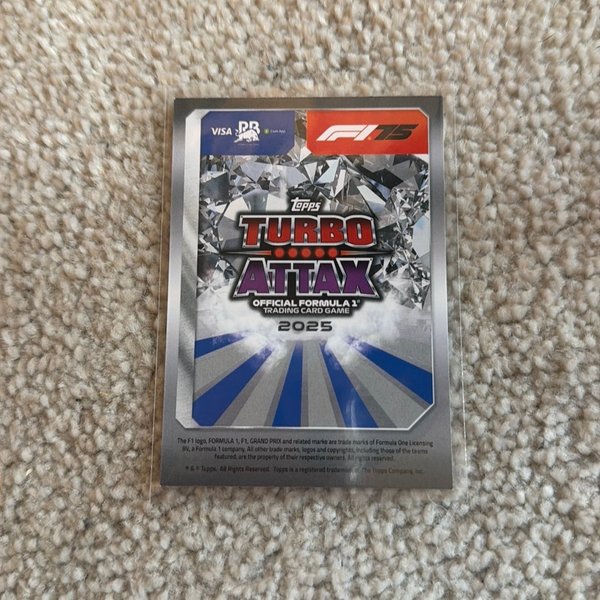 VISA RB Cash App F1 75
Topps
TURBO
ATTAX
OFFICIAL FORMULA 1®
TRADING CARD GAME
2025
The F1 logo, FORMULA 1, F1, GRAND PRIX and related marks are trade marks of Formula One Licensing
BV, a Formula 1 company. All other trade marks, logos and copyrights, including those of the teams
featured, are the property of their respective owners. All rights reserved.
® & © Topps. All Rights Reserved. Topps is a registered trademark of The Topps Company, Inc.